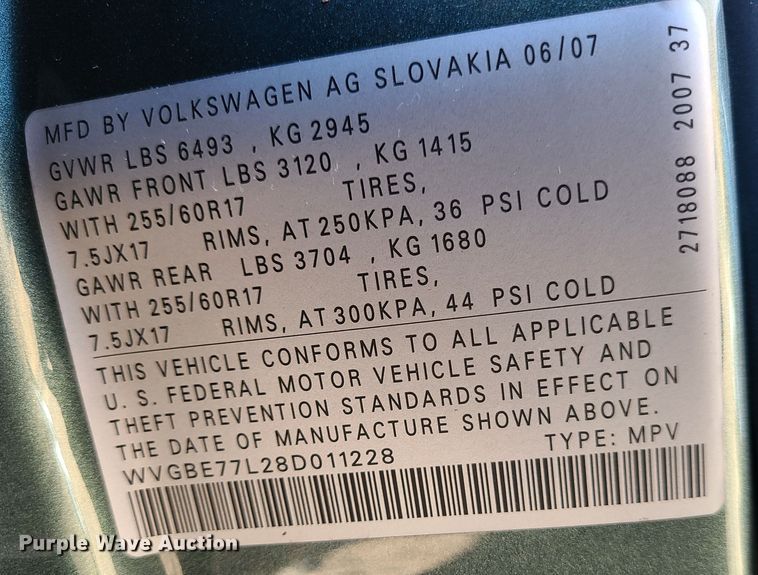 MFD BY VOLKSWAGEN AG SLOVAKIA 06/07
GVWR LBS 6493 , KG 2945
GAWR FRONT LBS 3120 , KG 1415
WITH 255/60R17 TIRES,
7.5JX17 RIMS, AT 250KPA, 36 PSI COLD
GAWR REAR LBS 3704 , KG 1680
WITH 255/60R17 TIRES,
7.5JX17 RIMS, AT 300KPA, 44 PSI COLD
THIS VEHICLE CONFORMS TO ALL APPLICABLE
U. S. FEDERAL MOTOR VEHICLE SAFETY AND
THEFT PREVENTION STANDARDS IN EFFECT ON
THE DATE OF MANUFACTURE SHOWN ABOVE.
WVGBE77L28D011228 TYPE: MPV
2718088 2007 37
Purple Wave Auction